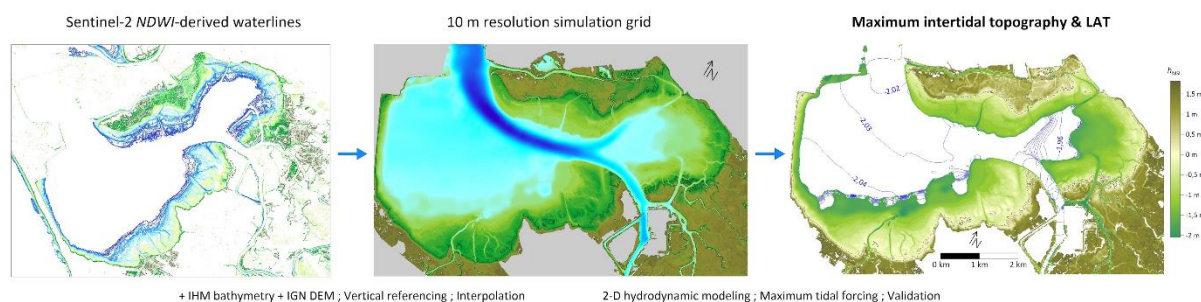 Sentinel-2 NDWI-derived waterlines
10 m resolution simulation grid
Maximum intertidal topography & LAT
N
N
-2,02
-2,03
-2,04
-1,96
0 km 1 km 2 km
1,5 m
1 m
0,5 m
0 m
-0,5 m
-1 m
-1,5 m
-2 m
+ IHM bathymetry + IGN DEM ; Vertical referencing ; Interpolation
2-D hydrodynamic modeling ; Maximum tidal forcing ; Validation